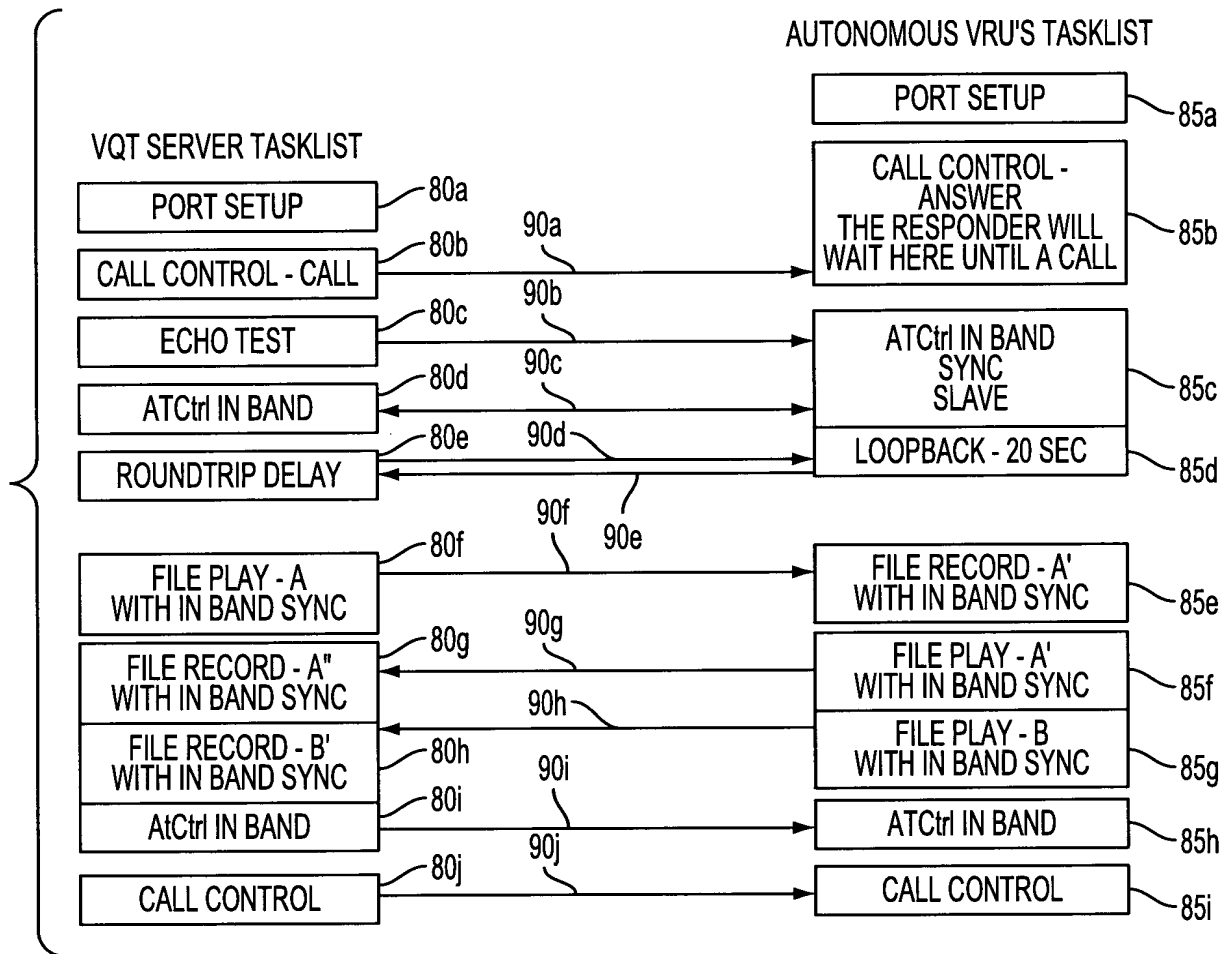 AUTONOMOUS VRU'S TASKLIST
PORT SETUP
85a
VQT SERVER TASKLIST
PORT SETUP
80a
CALL CONTROL -
ANSWER
THE RESPONDER WILL
WAIT HERE UNTIL A CALL
85b
CALL CONTROL - CALL
80b
90a
ECHO TEST
80c
90b
ATCtrl IN BAND
SYNC
SLAVE
85c
ATCtrl IN BAND
80d
90c
ROUNDTRIP DELAY
80e
90d
90e
LOOPBACK - 20 SEC
85d
FILE PLAY - A
WITH IN BAND SYNC
80f
90f
FILE RECORD - A'
WITH IN BAND SYNC
85e
FILE RECORD - A"
WITH IN BAND SYNC
80g
90g
FILE PLAY - A'
WITH IN BAND SYNC
85f
FILE RECORD - B'
WITH IN BAND SYNC
80h
90h
FILE PLAY - B
WITH IN BAND SYNC
85g
AtCtrl IN BAND
80i
90i
ATCtrl IN BAND
85h
CALL CONTROL
80j
90j
CALL CONTROL
85i